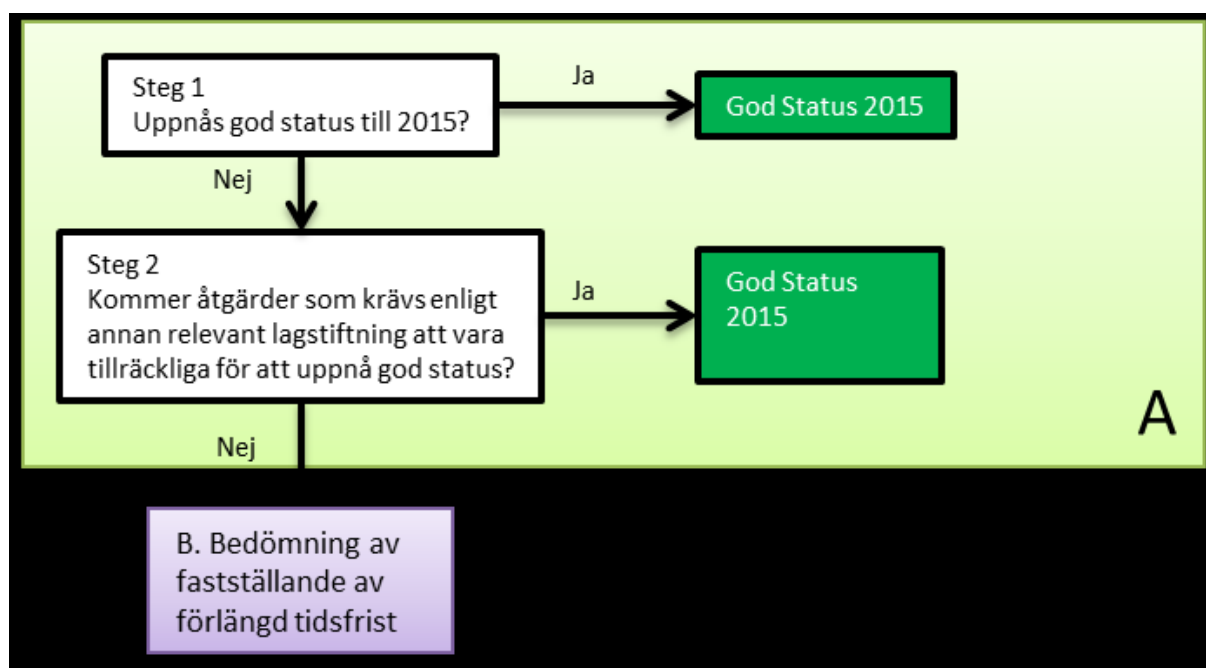 Steg 1
Uppnås god status till 2015?
Ja
God Status 2015
Nej
Steg 2
Kommer åtgärder som krävs enligt
annan relevant lagstiftning att vara
tillräckliga för att uppnå god status?
Ja
God Status
2015
A
Nej
B. Bedömning av
fastställande av
förlängd tidsfrist